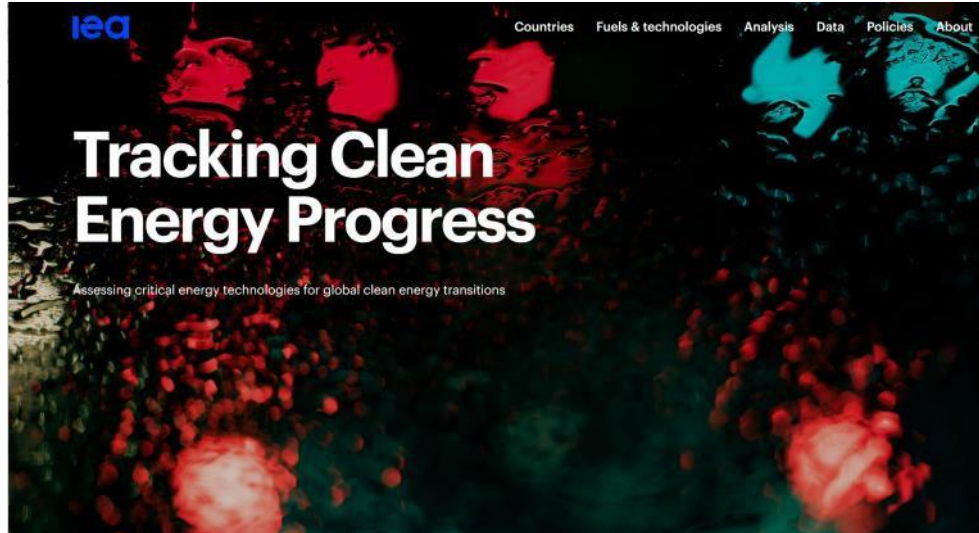 iea
Countries Fuels & technologies Analysis Data Policies About
Tracking Clean
Energy Progress
Assessing critical energy technologies for global clean energy transitions